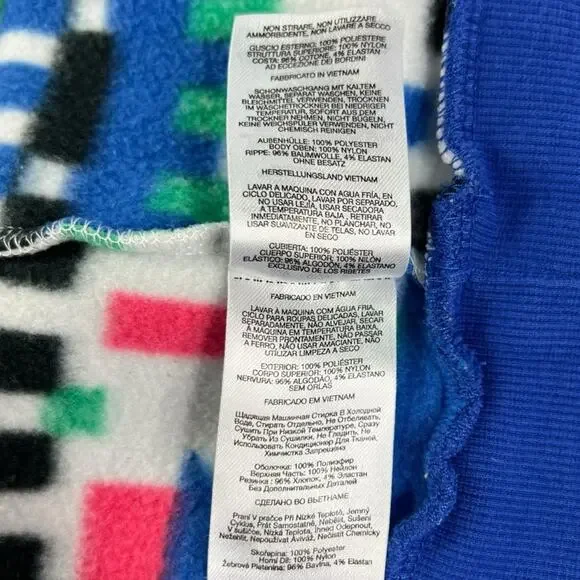 NON STIRARE, NON UTILIZZARE
AMMORBIDENTE, NON LAVARE A SECCO
GUSCIO ESTERNO: 100% POLIESTERE
STRUTTURA SUPERIORE: 100% NYLON
COSTA: 96% COTONE, 4% ELASTAN
AD ECCEZIONE DEI BORDINI
FABBRICATO IN VIETNAM
SCHONWASCHGANG MIT KALTEM
WASSER, SEPARAT WASCHEN, KEINE
BLEICHMITTEL VERWENDEN, TROCKNEN
IM WÄSCHETROCKNER BEI NIEDRIGER
TEMPERATUR, SOFORT AUS DEM
TROCKNER NEHMEN, NICHT BÜGELN,
KEINE WEICHSPÜLER VERWENDEN, NICHT
CHEMISCH REINIGEN
AUßENHÜLLE: 100% POLYESTER
BODY OBEN: 100% NYLON
RIPPE: 96% BAUMWOLLE, 4% ELASTAN
OHNE BESATZ
HERSTELLUNGSLAND VIETNAM
LAVAR A MÁQUINA CON AGUA FRÍA, EN
CICLO DELICADO, LAVAR POR SEPARADO,
NO USAR LEJÍA, USAR SECADORA
A TEMPERATURA BAJA , RETIRAR
INMEDIATAMENTE, NO PLANCHAR, NO
USAR SUAVIZANTE DE TELAS, NO LAVAR
EN SECO
CUBIERTA: 100% POLIÉSTER
CUERPO SUPERIOR: 100% NILÓN
ELÁSTICO: 96% ALGODÓN, 4% ELASTANO
EXCLUSIVO DE LOS RIBETES
FABRICADO EN VIETNAM
LAVAR À MÁQUINA COM ÁGUA FRIA,
CICLO PARA ROUPAS DELICADAS, LAVAR
SEPARADAMENTE, NÃO ALVEJAR, SECAR
À MÁQUINA EM TEMPERATURA BAIXA,
REMOVER PRONTAMENTE, NÃO PASSAR
A FERRO, NÃO USAR AMACIANTE, NÃO
UTILIZAR LIMPEZA A SECO
EXTERIOR: 100% POLIÉSTER
CORPO SUPERIOR: 100% NYLON
NERVURA: 96% ALGODÃO, 4% ELASTANO
SEM ORLAS
FABRICADO EM VIETNAM
Щадящая Машинная Стирка В Холодной
Воде, Стирать Отдельно, Не Отбеливать,
Сушить При Низкой Температуре, Сразу
Убрать Из Сушилки, Не Гладить, Не
Использовать Кондиционер Для Тканей,
Химчистка Запрещена
Оболочка: 100% Полиэфир
Верхняя Часть: 100% Нейлон
Резинка : 96% Хлопок, 4% Эластан
Без Дополнительных Деталей
СДЕЛАНО ВО ВЬЕТНАМЕ
Praní V pračce Při Nízké Teplotě, Jemný
Cyklus, Prát Samostatně, Nebělit, Sušení
V sušičce, Nízká Teplota, Ihned Odepnout,
Nežehlit, Nepoužívat Aviváž, Nečistit Chemicky
Skořepina: 100% Polyester
Horní Díl: 100% Nylon
Žebrové Pletenina: 96% Bavlna, 4% Elastan